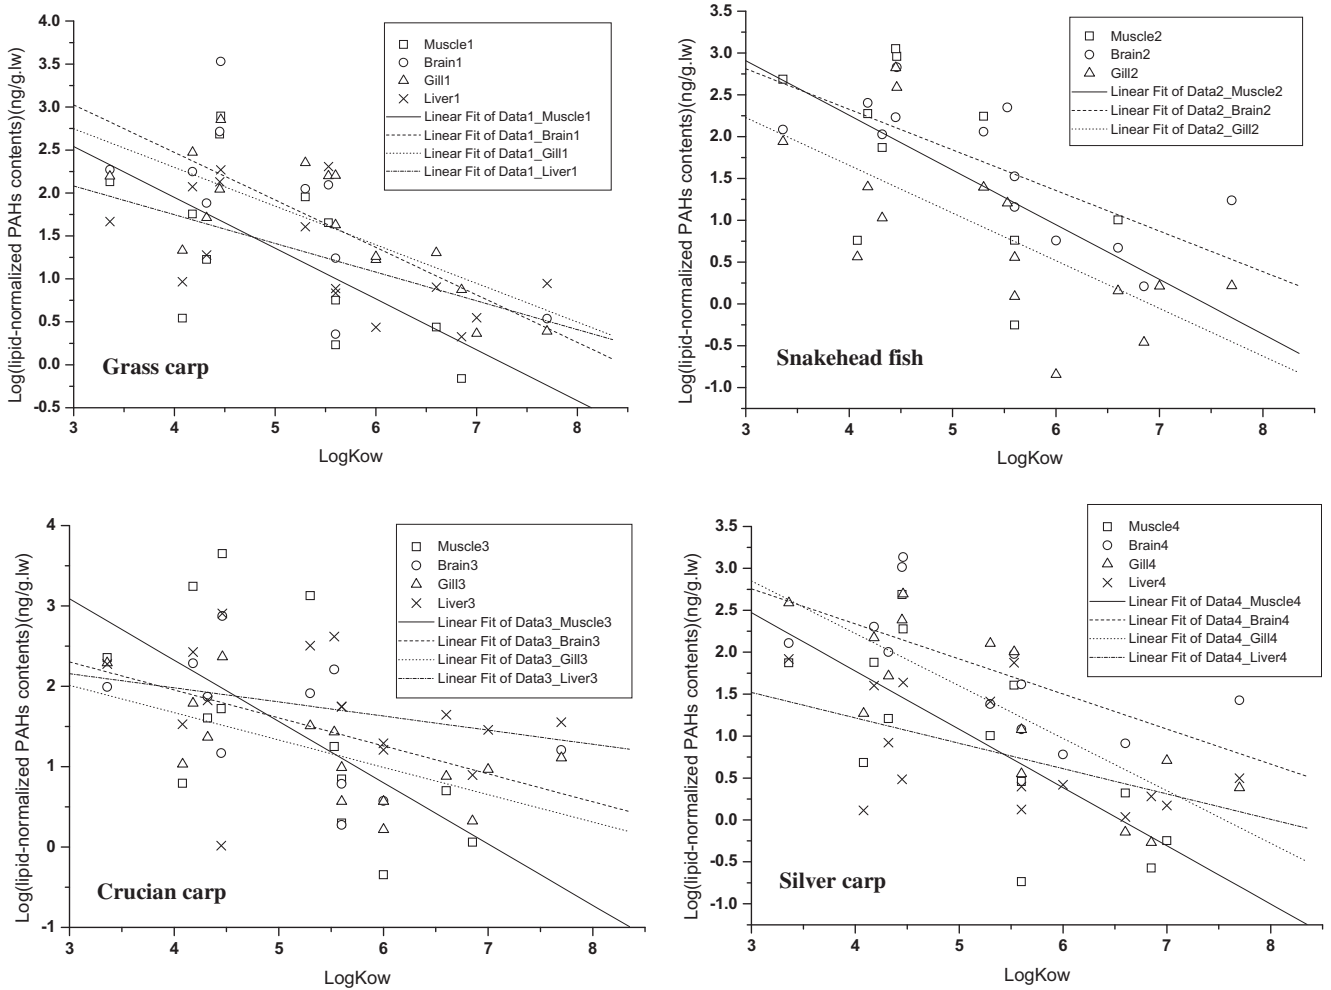 Log(lipid-normalized PAHs contents)(ng/g.lw)
4.0
3.5
3.0
2.5
2.0
1.5
1.0
0.5
0.0
-0.5
3 4 5 6 7 8
LogKow
Grass carp
Muscle1
Brain1
Gill1
Liver1
Linear Fit of Data1_Muscle1
Linear Fit of Data1_Brain1
Linear Fit of Data1_Gill1
Linear Fit of Data1_Liver1
Log(lipid-normalized PAHs contents)(ng/g.lw)
3.5
3.0
2.5
2.0
1.5
1.0
0.5
0.0
-0.5
-1.0
3 4 5 6 7 8
LogKow
Snakehead fish
Muscle2
Brain2
Gill2
Linear Fit of Data2_Muscle2
Linear Fit of Data2_Brain2
Linear Fit of Data2_Gill2
Log(lipid-normalized PAHs contents)(ng/g.lw)
4
3
2
1
0
-1
3 4 5 6 7 8
LogKow
Crucian carp
Muscle3
Brain3
Gill3
Liver3
Linear Fit of Data3_Muscle3
Linear Fit of Data3_Brain3
Linear Fit of Data3_Gill3
Linear Fit of Data3_Liver3
Log(lipid-normalized PAHs contents)(ng/g.lw)
3.5
3.0
2.5
2.0
1.5
1.0
0.5
0.0
-0.5
-1.0
3 4 5 6 7 8
LogKow
Silver carp
Muscle4
Brain4
Gill4
Liver4
Linear Fit of Data4_Muscle4
Linear Fit of Data4_Brain4
Linear Fit of Data4_Gill4
Linear Fit of Data4_Liver4